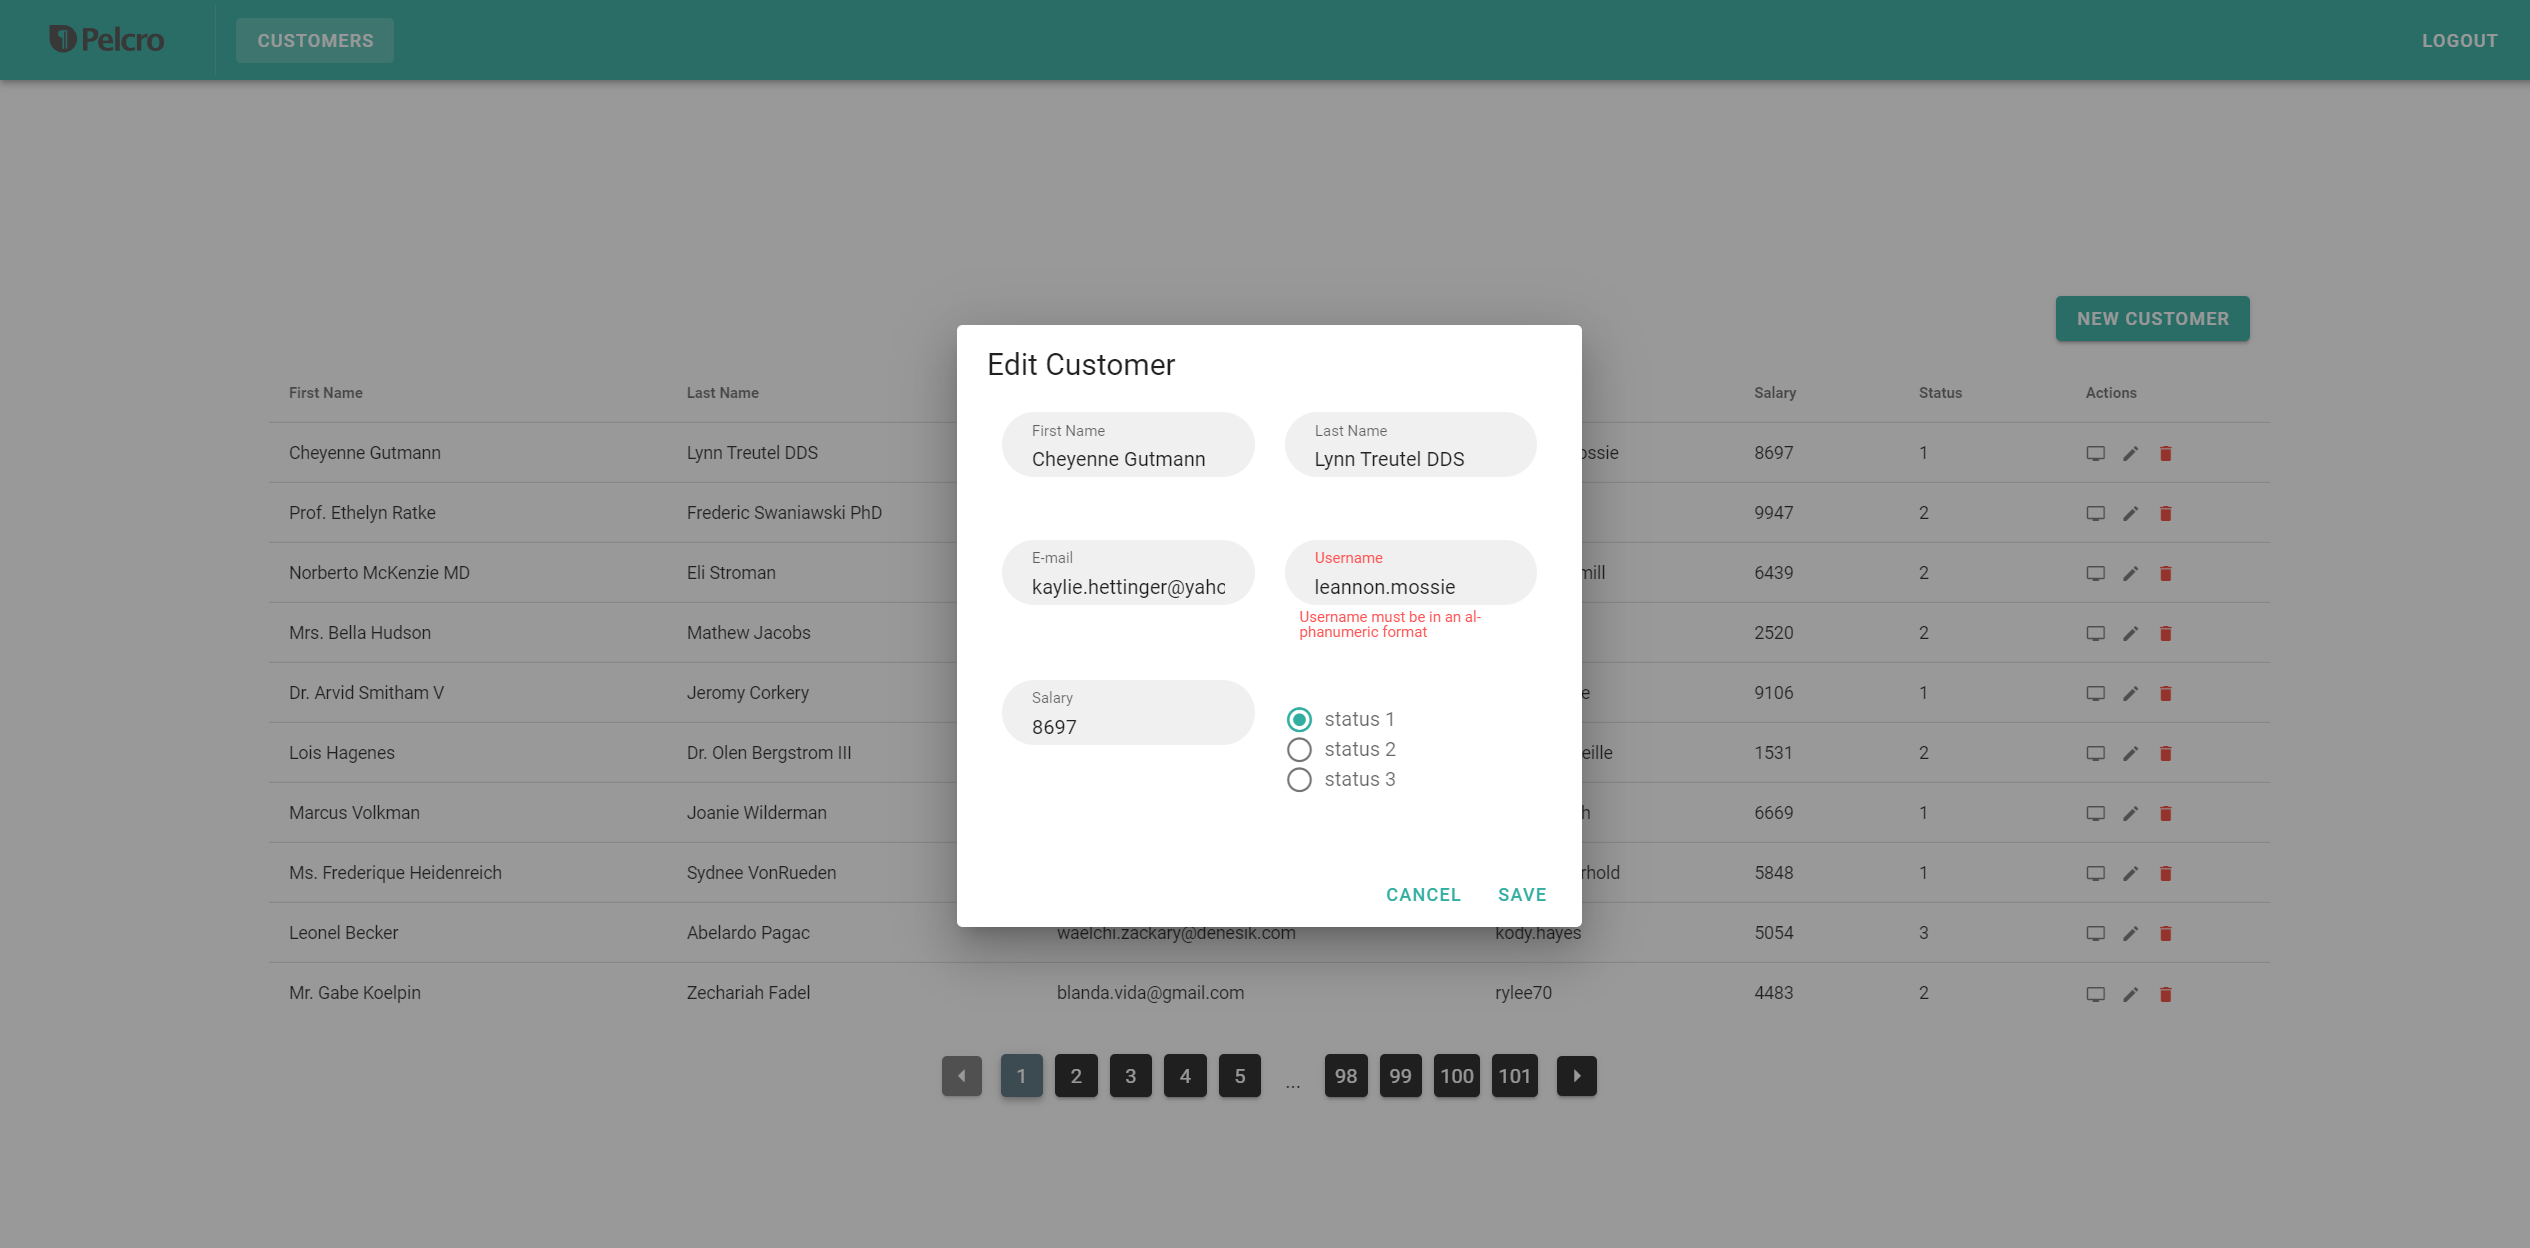 Pelcro
CUSTOMERS
LOGOUT
NEW CUSTOMER
First Name Last Name Salary Status Actions
Cheyenne Gutmann Lynn Treutel DDS 8697 1
Prof. Ethelyn Ratke Frederic Swaniawski PhD 9947 2
Norberto McKenzie MD Eli Stroman 6439 2
Mrs. Bella Hudson Mathew Jacobs 2520 2
Dr. Arvid Smitham V Jeromy Corkery 9106 1
Lois Hagenes Dr. Olen Bergstrom III 1531 2
Marcus Volkman Joanie Wilderman 6669 1
Ms. Frederique Heidenreich Sydnee VonRueden 5848 1
Leonel Becker Abelardo Pagac waelchi.zackary@denesik.com kody.hayes 5054 3
Mr. Gabe Koelpin Zechariah Fadel blanda.vida@gmail.com rylee70 4483 2
Edit Customer
First Name
Cheyenne Gutmann
Last Name
Lynn Treutel DDS
E-mail
kaylie.hettinger@yaho
Username
leannon.mossie
Username must be in an al-
phanumeric format
Salary
8697
status 1
status 2
status 3
CANCEL SAVE
1 2 3 4 5 ... 98 99 100 101